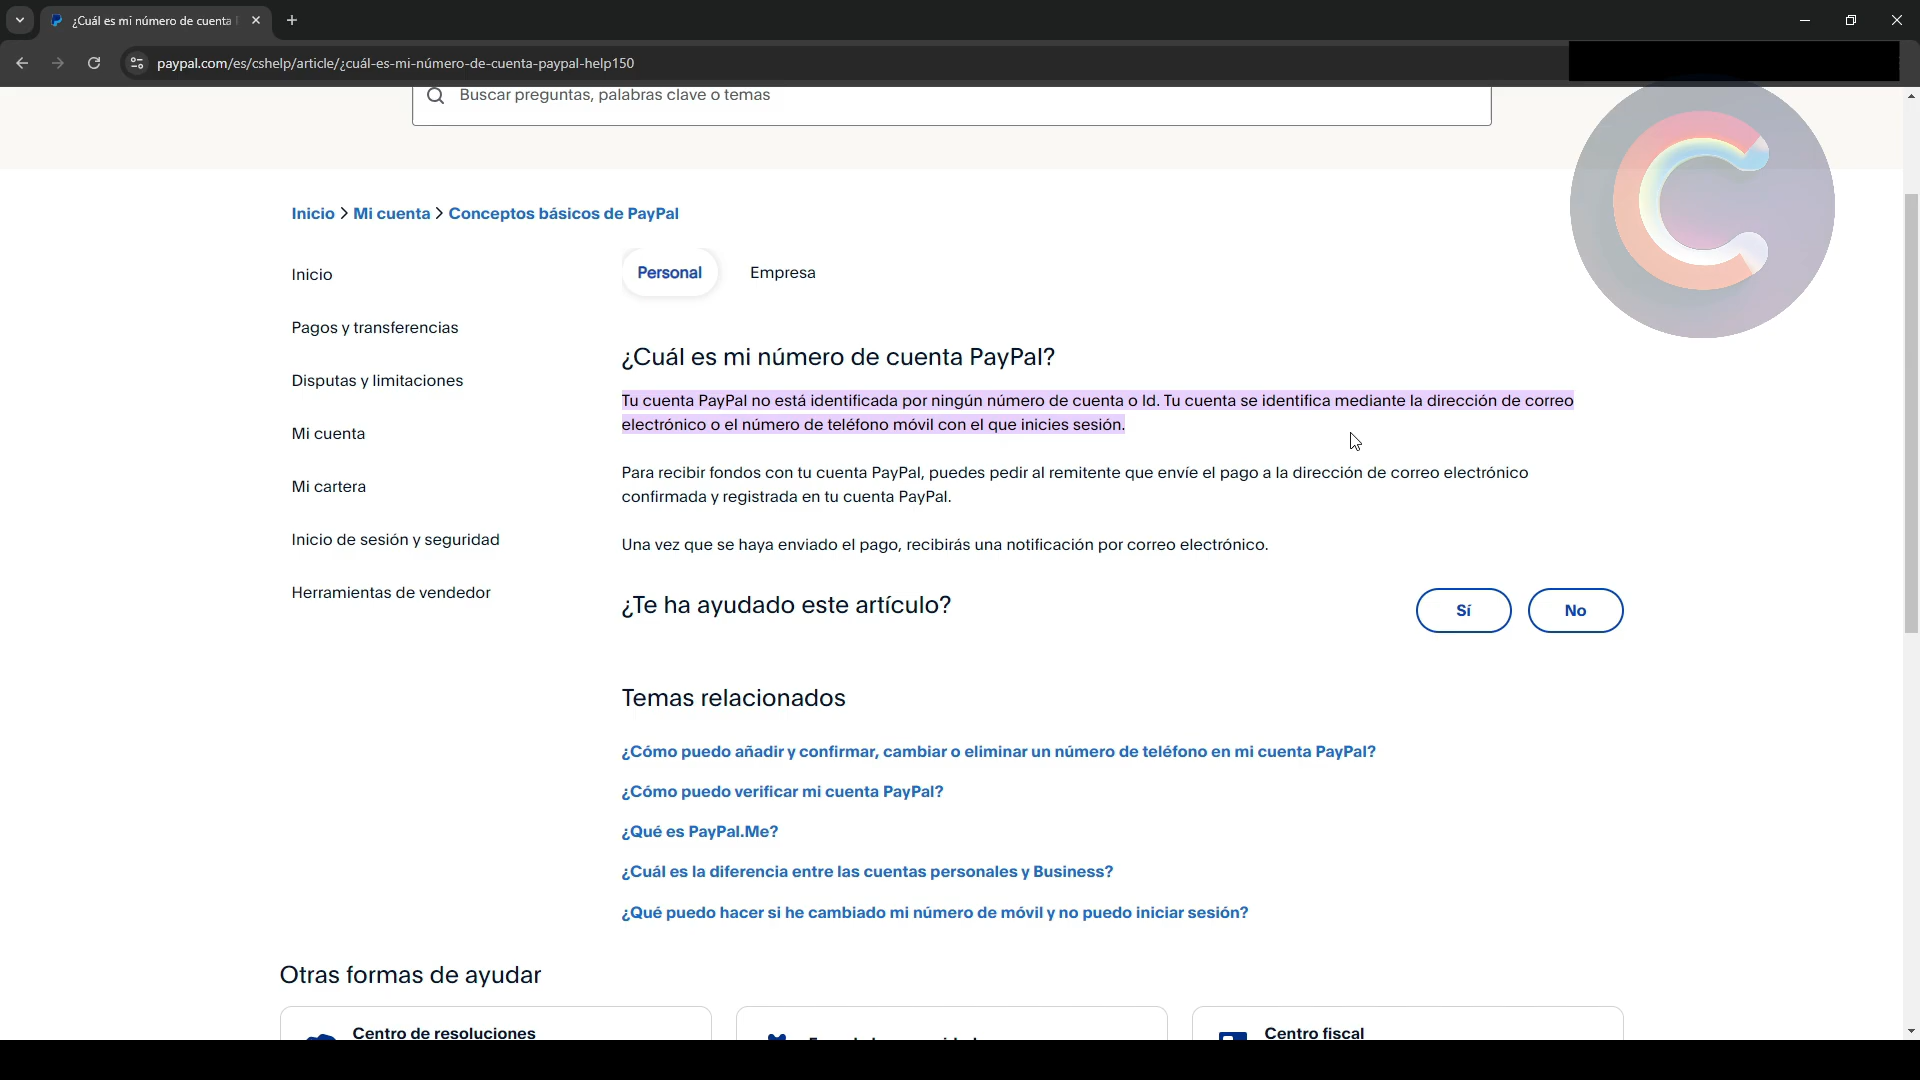 ¿Cuál es mi número de cuenta
paypal.com/es/cshelp/article/¿cuál-es-mi-número-de-cuenta-paypal-help150
Buscar preguntas, palabras clave o temas
Inicio > Mi cuenta > Conceptos básicos de PayPal
Inicio
Pagos y transferencias
Disputas y limitaciones
Mi cuenta
Mi cartera
Inicio de sesión y seguridad
Herramientas de vendedor
Personal Empresa
¿Cuál es mi número de cuenta PayPal?
Tu cuenta PayPal no está identificada por ningún número de cuenta o Id. Tu cuenta se identifica mediante la dirección de correo
electrónico o el número de teléfono móvil con el que inicies sesión.
Para recibir fondos con tu cuenta PayPal, puedes pedir al remitente que envíe el pago a la dirección de correo electrónico
confirmada y registrada en tu cuenta PayPal.
Una vez que se haya enviado el pago, recibirás una notificación por correo electrónico.
¿Te ha ayudado este artículo?
Sí No
Temas relacionados
¿Cómo puedo añadir y confirmar, cambiar o eliminar un número de teléfono en mi cuenta PayPal?
¿Cómo puedo verificar mi cuenta PayPal?
¿Qué es PayPal.Me?
¿Cuál es la diferencia entre las cuentas personales y Business?
¿Qué puedo hacer si he cambiado mi número de móvil y no puedo iniciar sesión?
Otras formas de ayudar
Centro de resoluciones
Centro fiscal